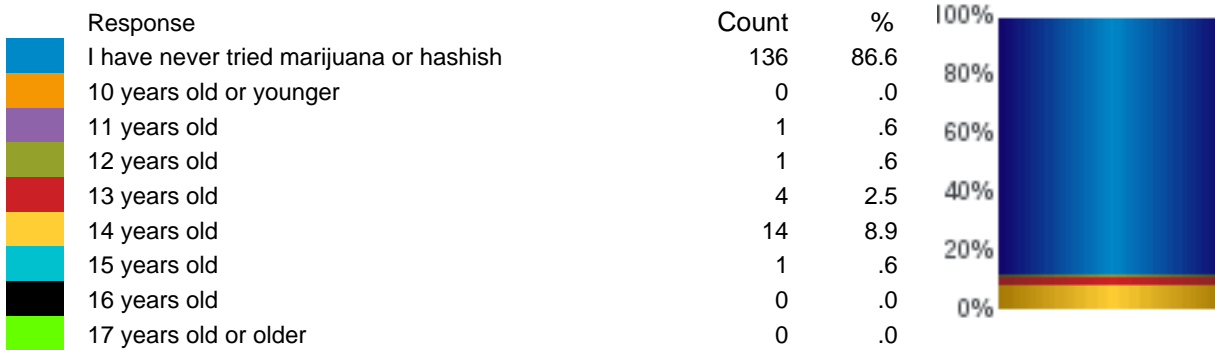 Response Count %
I have never tried marijuana or hashish 136 86.6
10 years old or younger 0 .0
11 years old 1 .6
12 years old 1 .6
13 years old 4 2.5
14 years old 14 8.9
15 years old 1 .6
16 years old 0 .0
17 years old or older 0 .0
100%
80%
60%
40%
20%
0%